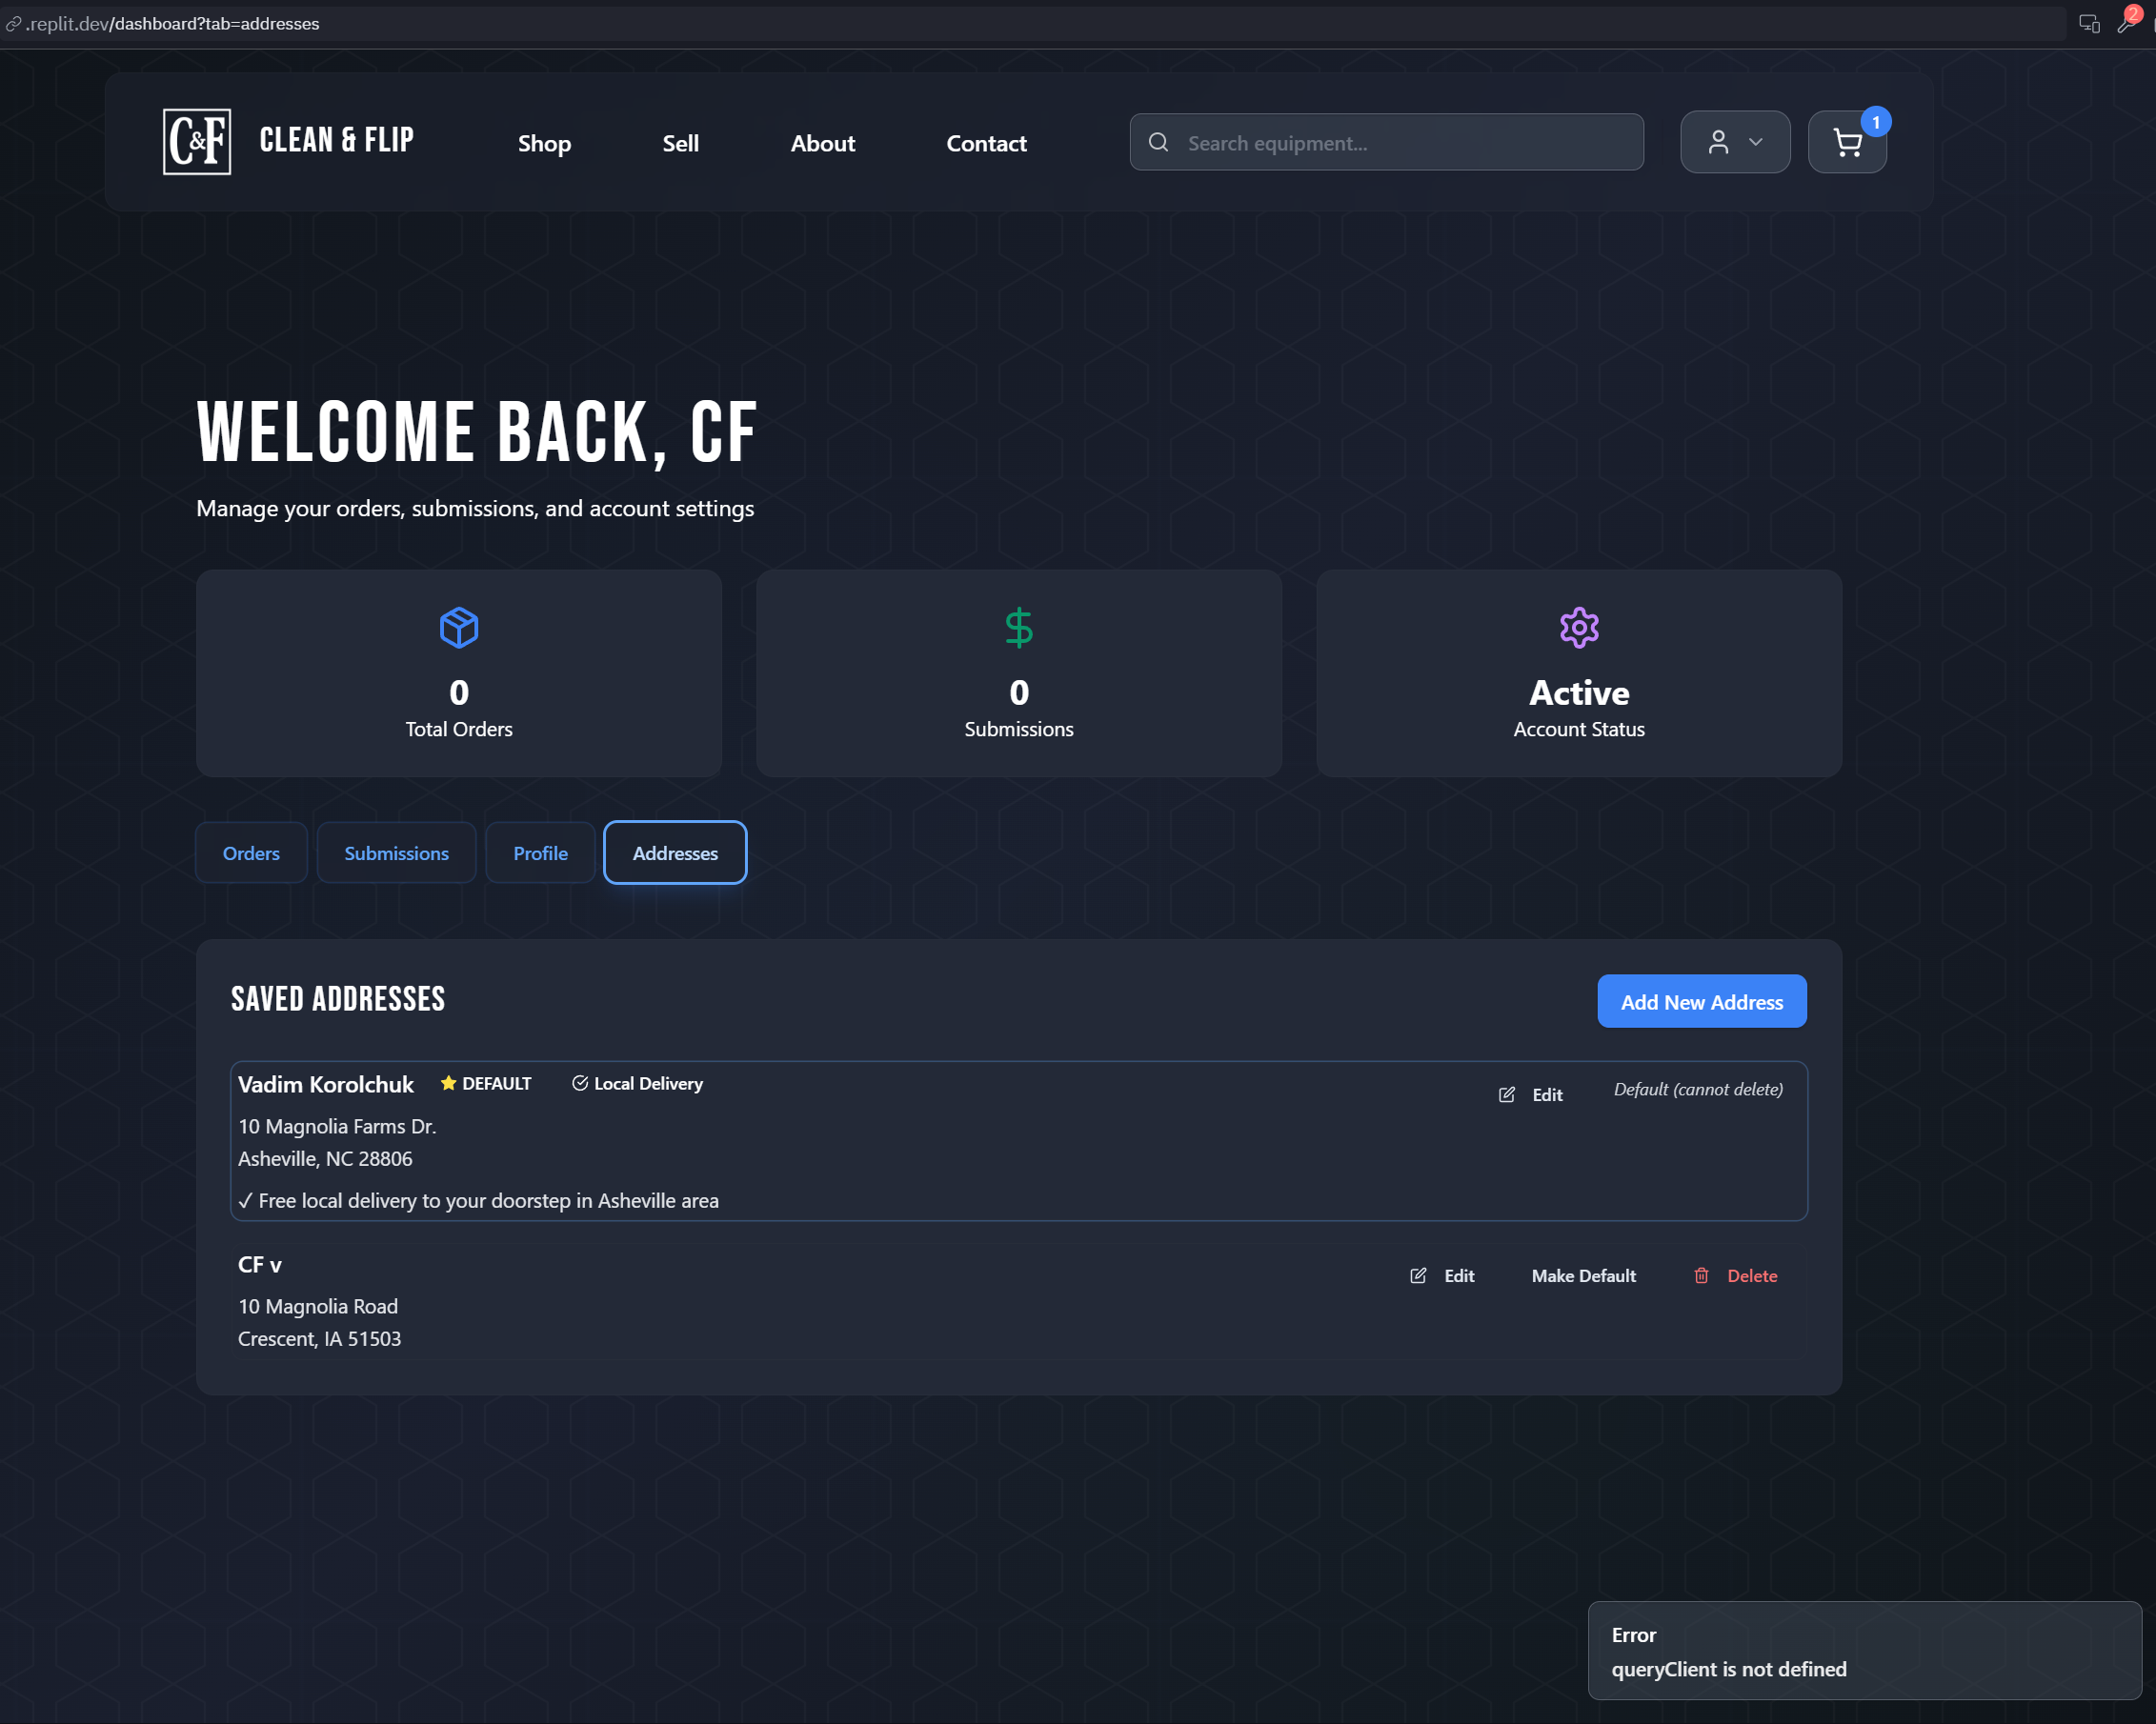 .replit.dev/dashboard?tab=addresses
2
C&F
CLEAN & FLIP
Shop
Sell
About
Contact
Search equipment...
1
WELCOME BACK, CF
Manage your orders, submissions, and account settings
0
Total Orders
0
Submissions
Active
Account Status
Orders
Submissions
Profile
Addresses
SAVED ADDRESSES
Add New Address
Vadim Korolchuk
DEFAULT
Local Delivery
Edit
Default (cannot delete)
10 Magnolia Farms Dr.
Asheville, NC 28806
✓ Free local delivery to your doorstep in Asheville area
CF v
Edit
Make Default
Delete
10 Magnolia Road
Crescent, IA 51503
Error
queryClient is not defined